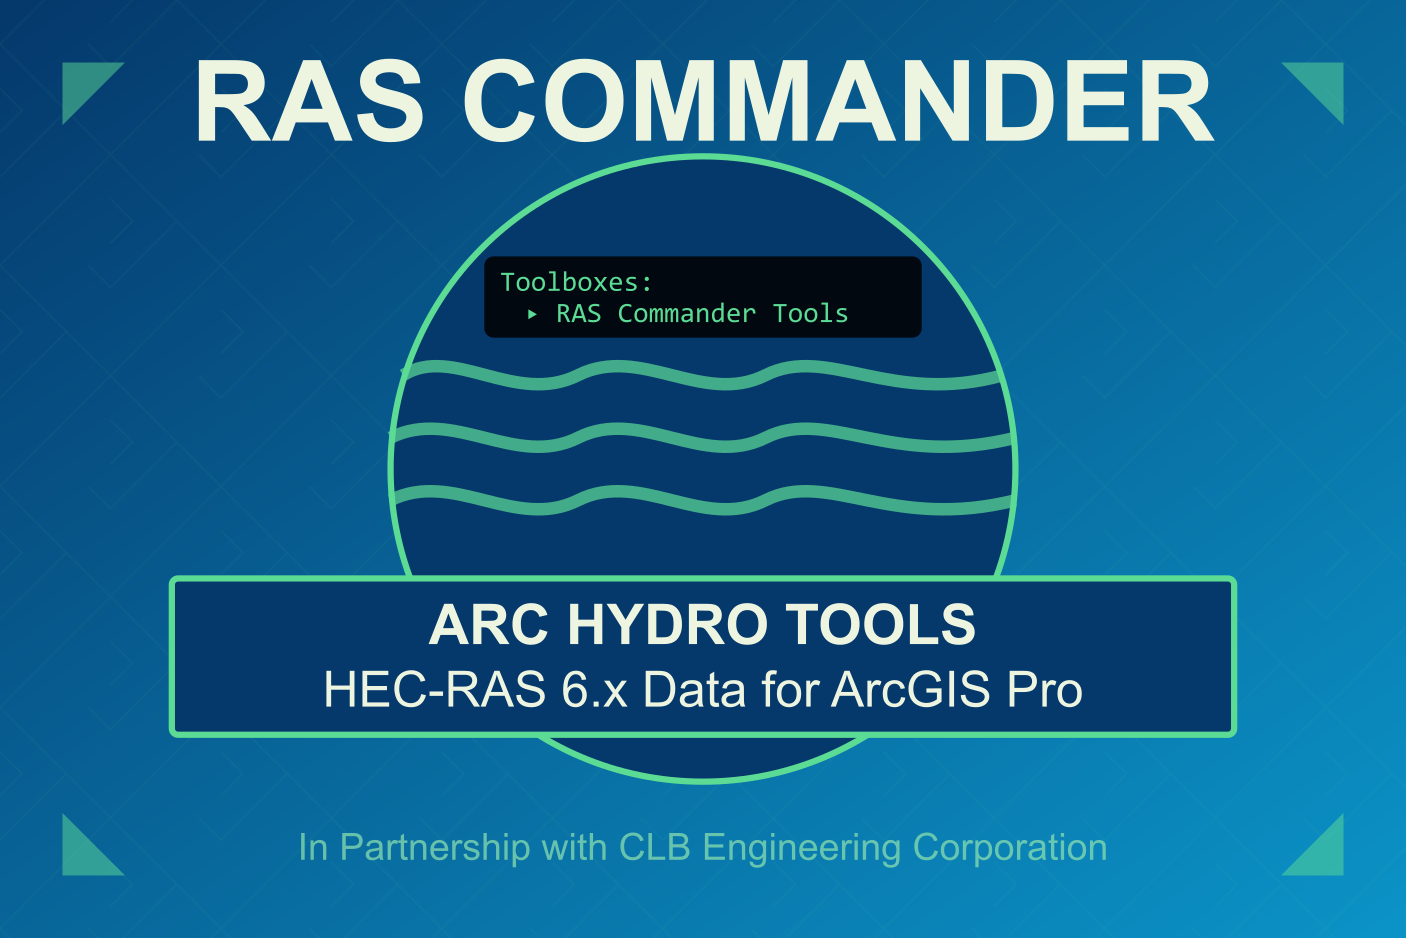 RAS COMMANDER
Toolboxes:
▸ RAS Commander Tools
ARC HYDRO TOOLS
HEC-RAS 6.x Data for ArcGIS Pro
In Partnership with CLB Engineering Corporation